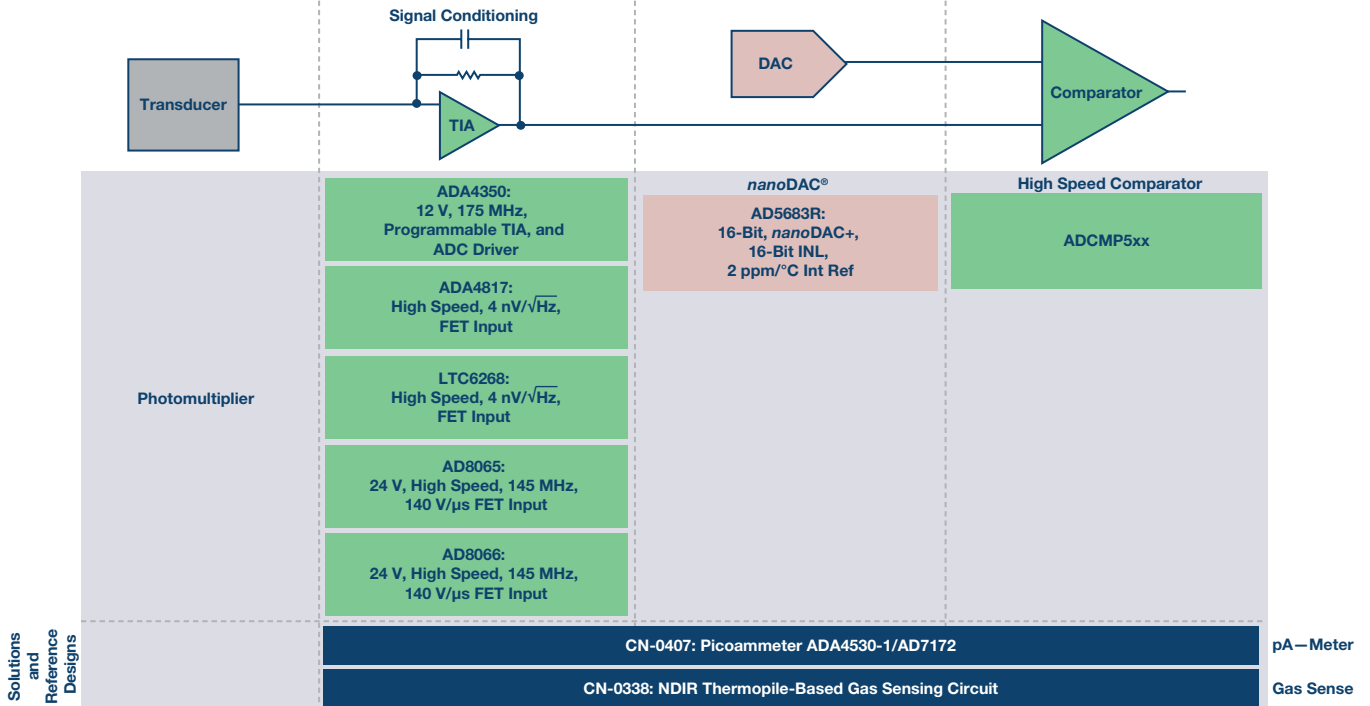 Signal Conditioning
Transducer
TIA
DAC
Comparator
Photomultiplier
ADA4350:
12 V, 175 MHz,
Programmable TIA, and
ADC Driver
ADA4817:
High Speed, 4 nV/√Hz,
FET Input
LTC6268:
High Speed, 4 nV/√Hz,
FET Input
AD8065:
24 V, High Speed, 145 MHz,
140 V/µs FET Input
AD8066:
24 V, High Speed, 145 MHz,
140 V/µs FET Input
nanoDAC®
AD5683R:
16-Bit, nanoDAC+,
16-Bit INL,
2 ppm/°C Int Ref
High Speed Comparator
ADCMP5xx
Solutions
and
Reference
Designs
CN-0407: Picoammeter ADA4530-1/AD7172
pA—Meter
CN-0338: NDIR Thermopile-Based Gas Sensing Circuit
Gas Sense